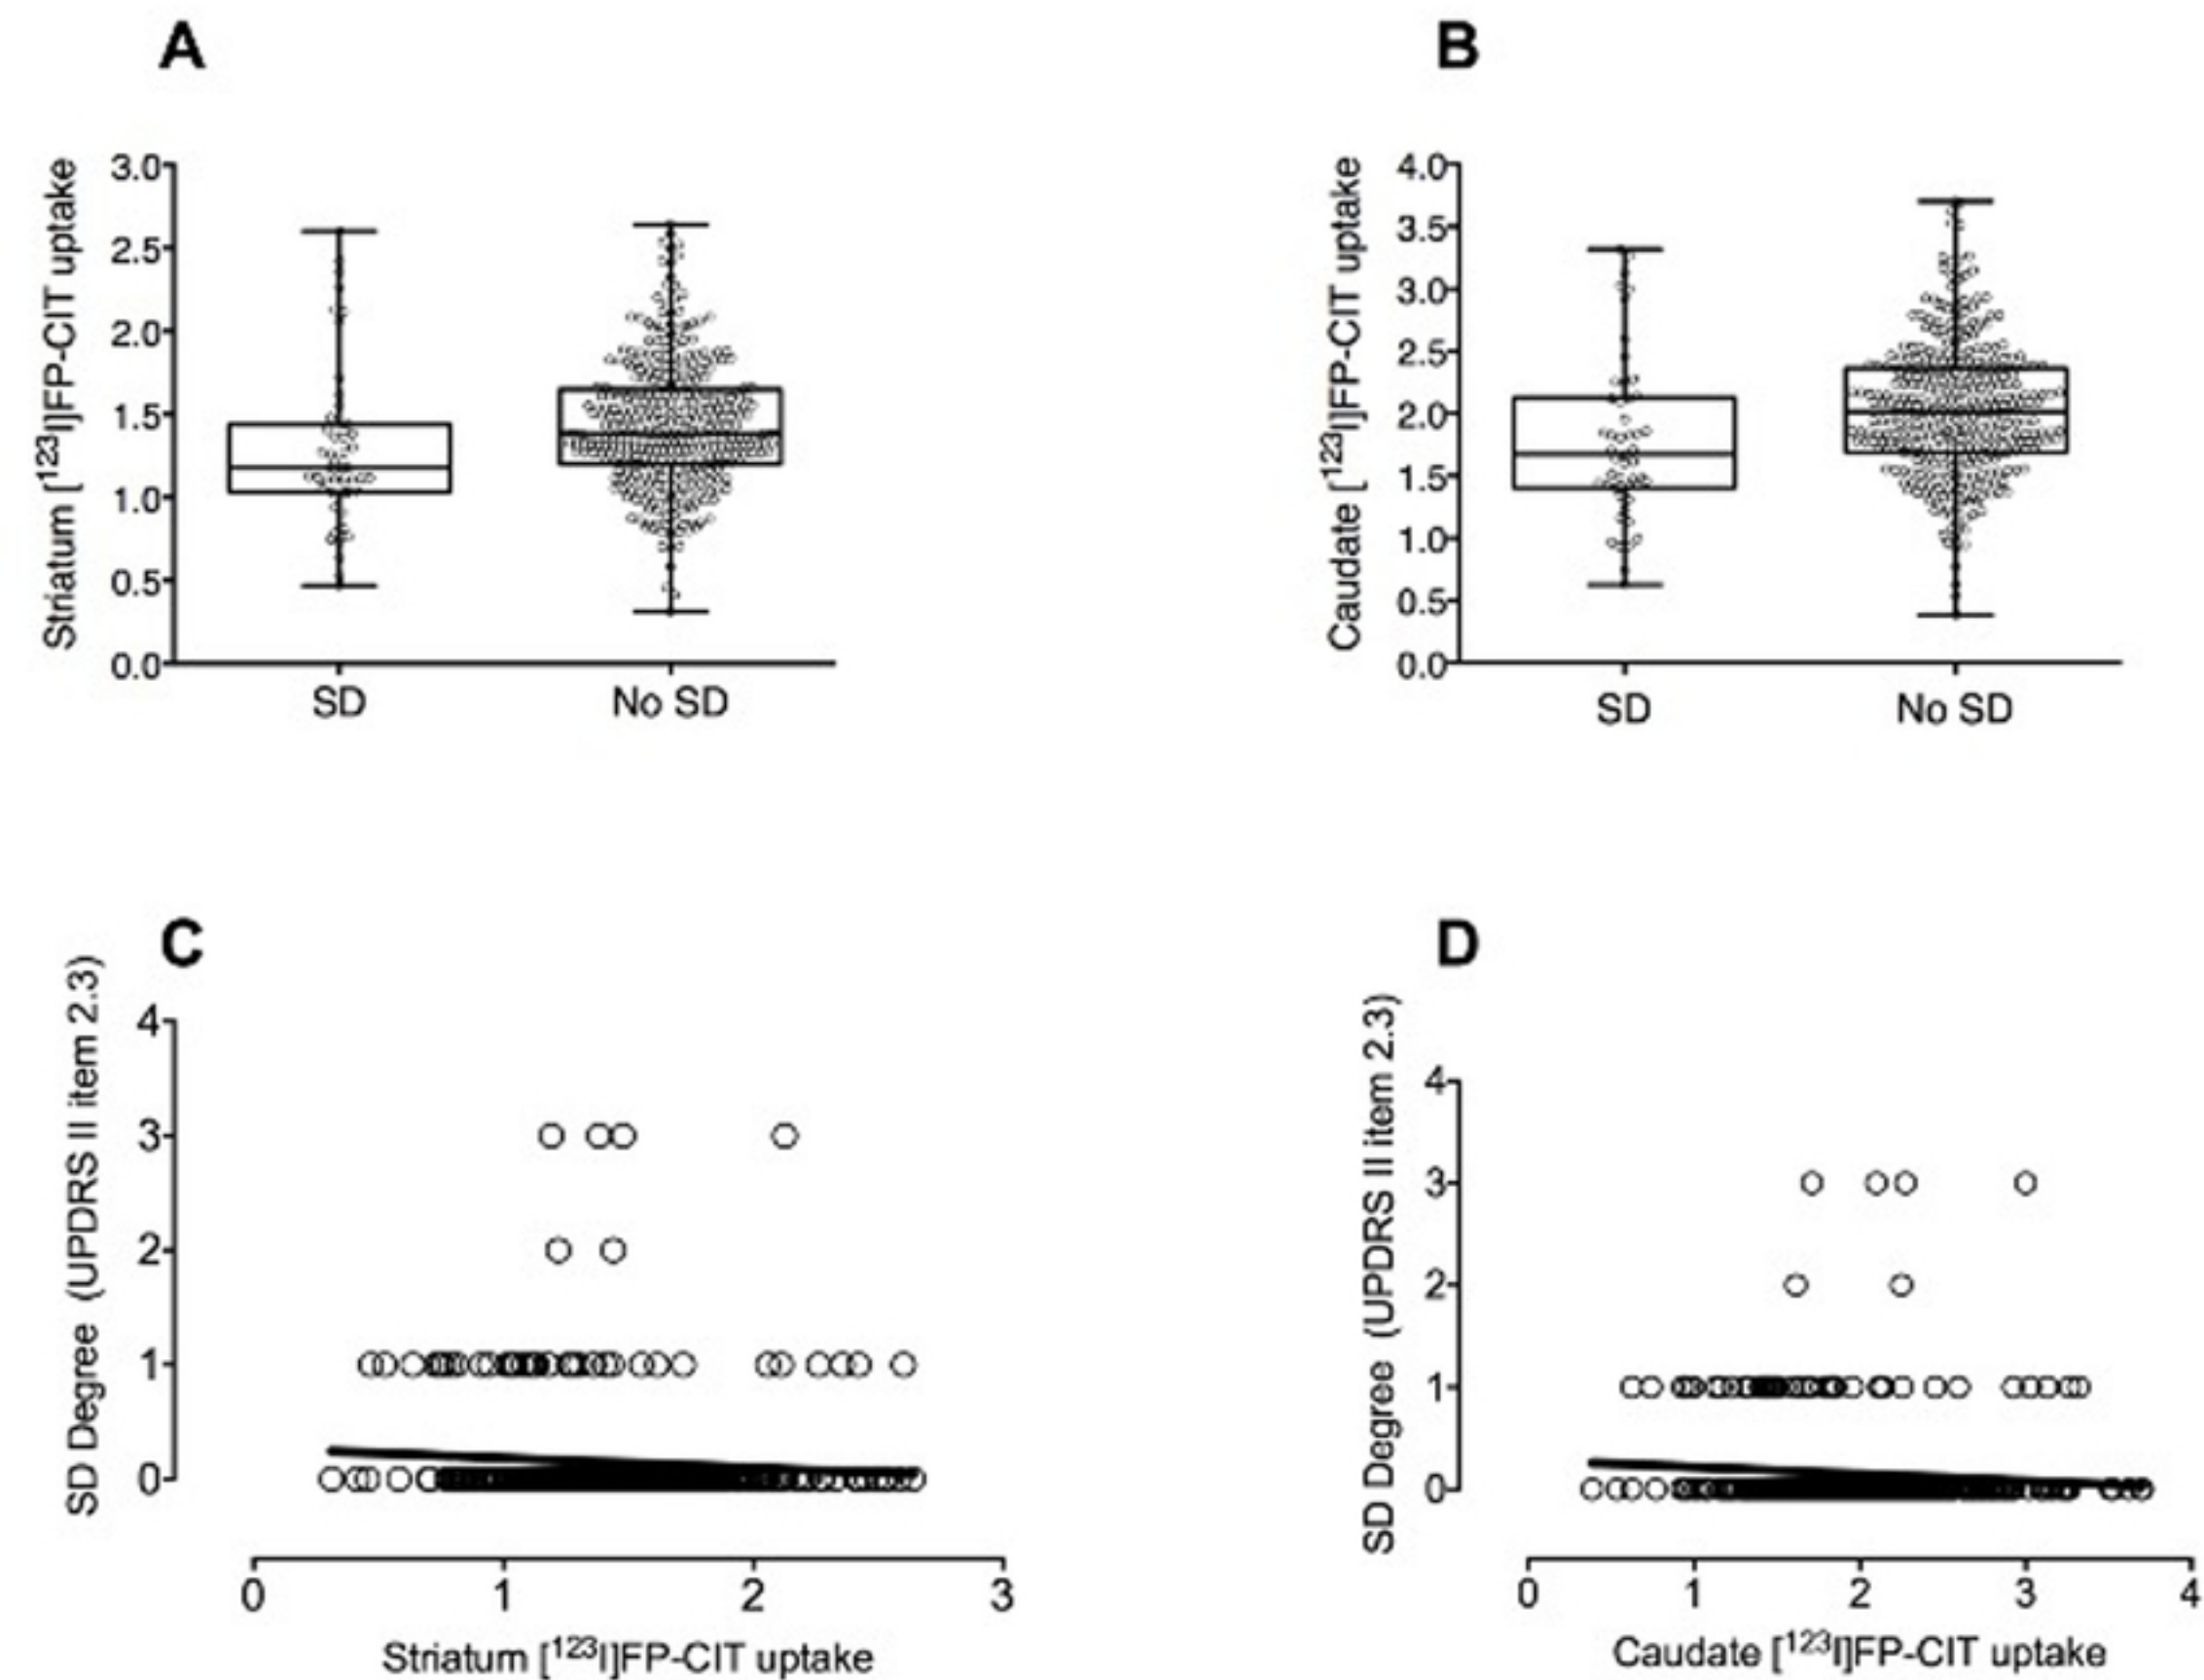 A
Striatum [123I]FP-CIT uptake
3.0
2.5
2.0
1.5
1.0
0.5
0.0
SD No SD
B
Caudate [123I]FP-CIT uptake
4.0
3.5
3.0
2.5
2.0
1.5
1.0
0.5
0.0
SD No SD
C
SD Degree (UPDRS II item 2.3)
4
3
2
1
0
0 1 2 3
Striatum [123I]FP-CIT uptake
D
SD Degree (UPDRS II item 2.3)
4
3
2
1
0
0 1 2 3 4
Caudate [123I]FP-CIT uptake